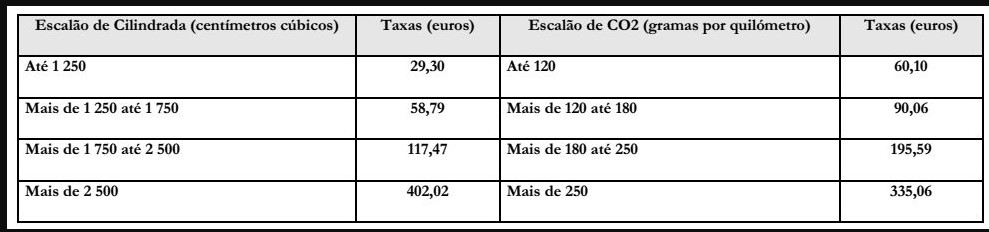 Escalão de Cilindrada (centímetros cúbicos) Taxas (euros) Escalão de CO2 (gramas por quilómetro) Taxas (euros)
Até 1 250 29,30 Até 120 60,10
Mais de 1 250 até 1 750 58,79 Mais de 120 até 180 90,06
Mais de 1 750 até 2 500 117,47 Mais de 180 até 250 195,59
Mais de 2 500 402,02 Mais de 250 335,06